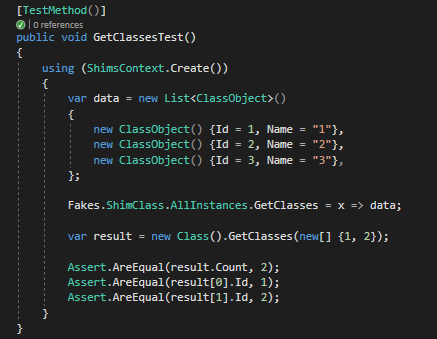 [TestMethod()]
| 0 references
public void GetClassesTest()
{
using (ShimsContext.Create())
{
var data = new List<ClassObject>()
{
new ClassObject() {Id = 1, Name = "1"},
new ClassObject() {Id = 2, Name = "2"},
new ClassObject() {Id = 3, Name = "3"},
};
Fakes.ShimClass.AllInstances.GetClasses = x => data;
var result = new Class().GetClasses(new[] {1, 2});
Assert.AreEqual(result.Count, 2);
Assert.AreEqual(result[0].Id, 1);
Assert.AreEqual(result[1].Id, 2);
}
}